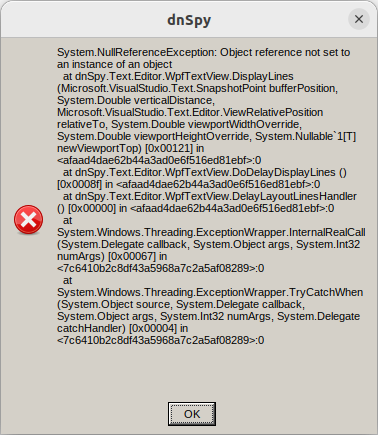 dnSpy
System.NullReferenceException: Object reference not set to
an instance of an object
at dnSpy.Text.Editor.WpfTextView.DisplayLines
(Microsoft.VisualStudio.Text.SnapshotPoint bufferPosition,
System.Double verticalDistance,
Microsoft.VisualStudio.Text.Editor.ViewRelativePosition
relativeTo, System.Double viewportWidthOverride,
System.Double viewportHeightOverride, System.Nullable`1[T]
newViewportTop) [0x00121] in
<afaad4dae62b44a3ad0e6f516ed81ebf>:0
at dnSpy.Text.Editor.WpfTextView.DoDelayDisplayLines ()
[0x0008f] in <afaad4dae62b44a3ad0e6f516ed81ebf>:0
at dnSpy.Text.Editor.WpfTextView.DelayLayoutLinesHandler
() [0x00000] in <afaad4dae62b44a3ad0e6f516ed81ebf>:0
at
System.Windows.Threading.ExceptionWrapper.InternalRealCall
(System.Delegate callback, System.Object args, System.Int32
numArgs) [0x00067] in
<7c6410b2c8df43a5968a7c2a5af08289>:0
at
System.Windows.Threading.ExceptionWrapper.TryCatchWhen
(System.Object source, System.Delegate callback,
System.Object args, System.Int32 numArgs, System.Delegate
catchHandler) [0x00004] in
<7c6410b2c8df43a5968a7c2a5af08289>:0
OK